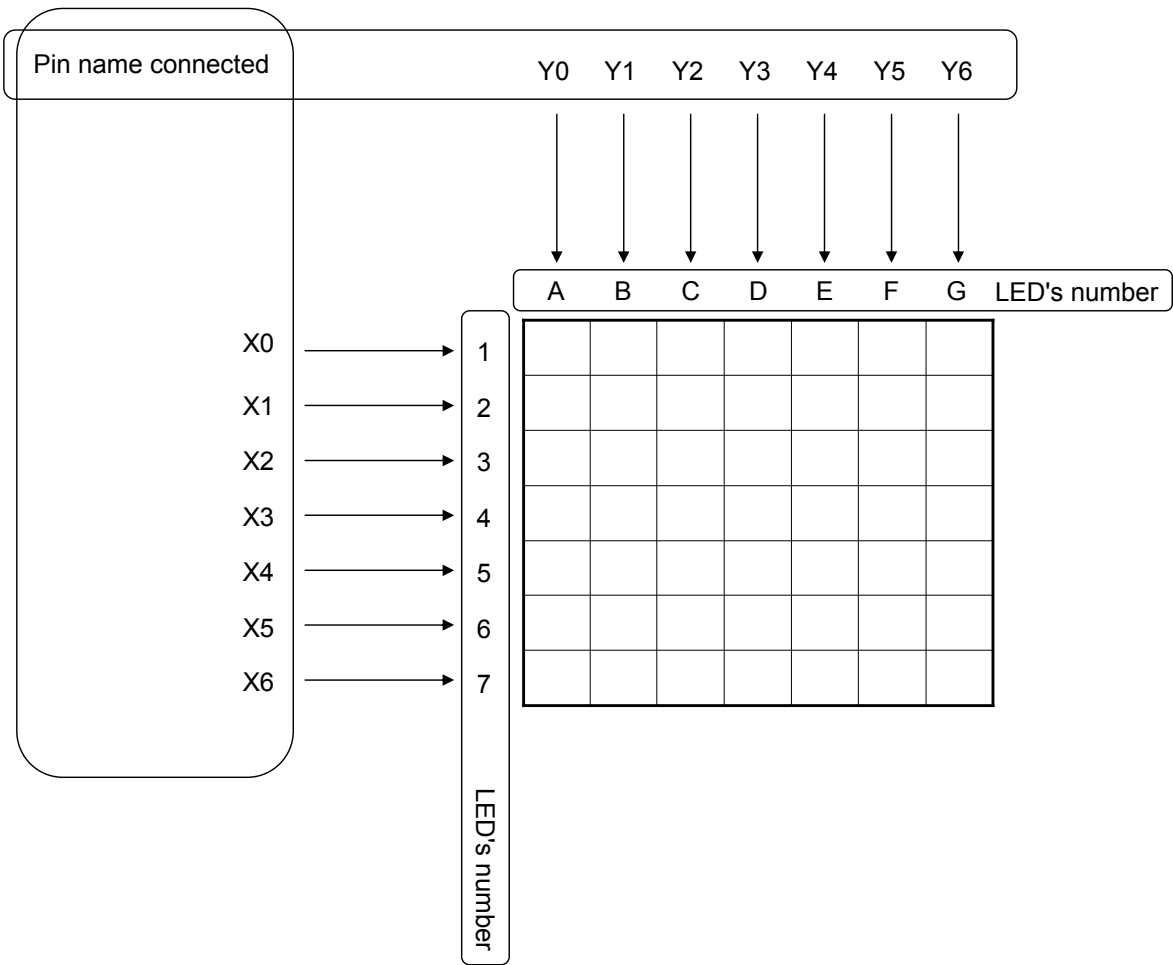 Pin name connected Y0 Y1 Y2 Y3 Y4 Y5 Y6
A B C D E F G LED's number
X0 1
X1 2
X2 3
X3 4
X4 5
X5 6
X6 7
LED's number